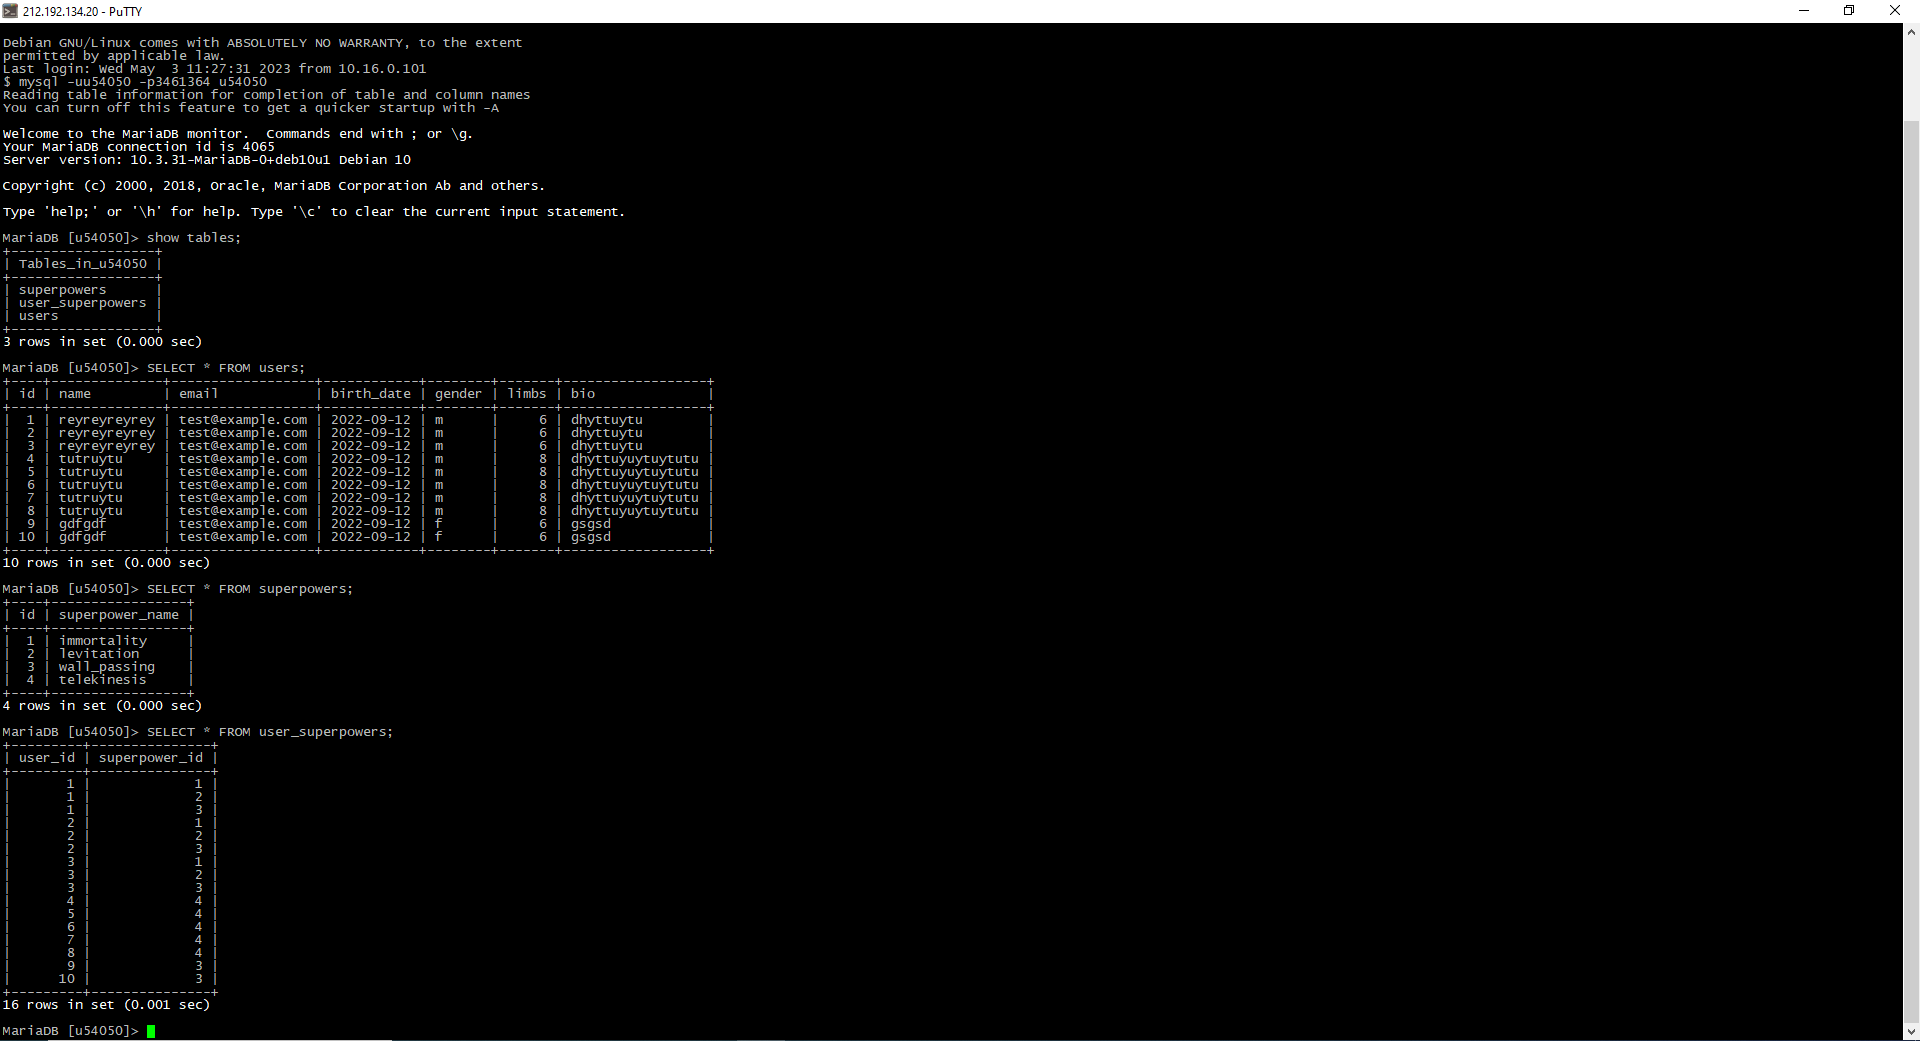 212.192.134.20 - PuTTY
Debian GNU/Linux comes with ABSOLUTELY NO WARRANTY, to the extent
permitted by applicable law.
Last login: Wed May  3 11:27:31 2023 from 10.16.0.101
$ mysql -uu54050 -p3461364 u54050
Reading table information for completion of table and column names
You can turn off this feature to get a quicker startup with -A
Welcome to the MariaDB monitor.  Commands end with ; or \g.
Your MariaDB connection id is 4065
Server version: 10.3.31-MariaDB-0+deb10u1 Debian 10
Copyright (c) 2000, 2018, Oracle, MariaDB Corporation Ab and others.
Type 'help;' or '\h' for help. Type '\c' to clear the current input statement.
MariaDB [u54050]> show tables;
+------------------+
| Tables_in_u54050 |
+------------------+
| superpowers      |
| user_superpowers |
| users            |
+------------------+
3 rows in set (0.000 sec)
MariaDB [u54050]> SELECT * FROM users;
+----+--------------+------------------+------------+--------+-------+------------------+
| id | name         | email            | birth_date | gender | limbs | bio              |
+----+--------------+------------------+------------+--------+-------+------------------+
|  1 | reyreyreyrey | test@example.com | 2022-09-12 | m      |     6 | dhyttuytu        |
|  2 | reyreyreyrey | test@example.com | 2022-09-12 | m      |     6 | dhyttuytu        |
|  3 | reyreyreyrey | test@example.com | 2022-09-12 | m      |     6 | dhyttuytu        |
|  4 | tutruytu     | test@example.com | 2022-09-12 | m      |     8 | dhyttuyuytuytutu |
|  5 | tutruytu     | test@example.com | 2022-09-12 | m      |     8 | dhyttuyuytuytutu |
|  6 | tutruytu     | test@example.com | 2022-09-12 | m      |     8 | dhyttuyuytuytutu |
|  7 | tutruytu     | test@example.com | 2022-09-12 | m      |     8 | dhyttuyuytuytutu |
|  8 | tutruytu     | test@example.com | 2022-09-12 | m      |     8 | dhyttuyuytuytutu |
|  9 | gdfgdf       | test@example.com | 2022-09-12 | f      |     6 | gsgsd            |
| 10 | gdfgdf       | test@example.com | 2022-09-12 | f      |     6 | gsgsd            |
+----+--------------+------------------+------------+--------+-------+------------------+
10 rows in set (0.000 sec)
MariaDB [u54050]> SELECT * FROM superpowers;
+----+-----------------+
| id | superpower_name |
+----+-----------------+
|  1 | immortality     |
|  2 | levitation      |
|  3 | wall_passing    |
|  4 | telekinesis     |
+----+-----------------+
4 rows in set (0.000 sec)
MariaDB [u54050]> SELECT * FROM user_superpowers;
+---------+---------------+
| user_id | superpower_id |
+---------+---------------+
|       1 |             1 |
|       1 |             2 |
|       1 |             3 |
|       2 |             1 |
|       2 |             2 |
|       2 |             3 |
|       3 |             1 |
|       3 |             2 |
|       3 |             3 |
|       4 |             4 |
|       5 |             4 |
|       6 |             4 |
|       7 |             4 |
|       8 |             4 |
|       9 |             3 |
|      10 |             3 |
+---------+---------------+
16 rows in set (0.001 sec)
MariaDB [u54050]>